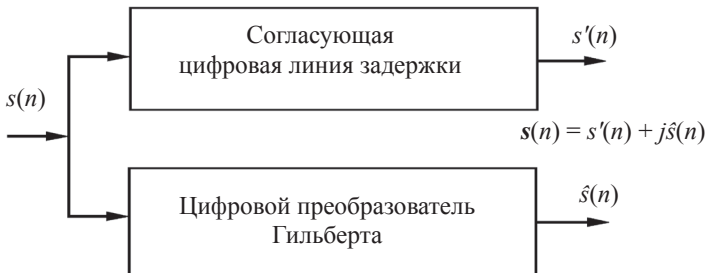 Согласующая
цифровая линия задержки
s′(n)
s(n)
s(n) = s′(n) + jŝ(n)
Цифровой преобразователь
Гильберта
ŝ(n)